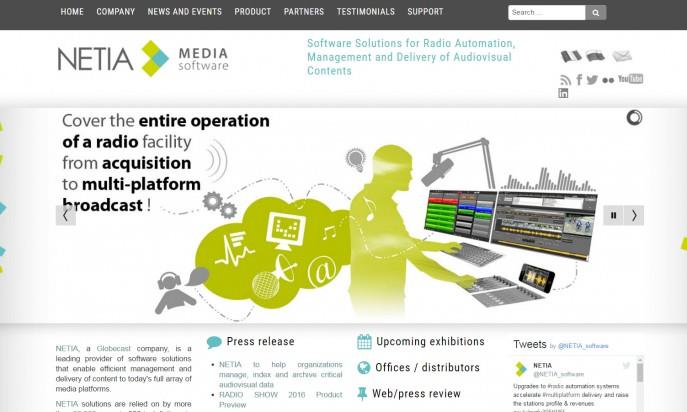 HOME COMPANY NEWS AND EVENTS PRODUCT PARTNERS TESTIMONIALS SUPPORT Search ...
NETIA MEDIA software
Software Solutions for Radio Automation,
Management and Delivery of Audiovisual
Contents
You Tube
Cover the entire operation
of a radio facility
from acquisition
to multi-platform
broadcast !
@
NETIA, a Globecast company, is a
leading provider of software solutions
that enable efficient management and
delivery of content to today's full array of
media platforms.
NETIA solutions are relied on by more
Press release
NETIA to help organizations
manage, index and archive critical
audiovisual data
RADIO SHOW 2016 Product
Preview
Upcoming exhibitions
Offices / distributors
Web/press review
Tweets by @NETIA_software
NETIA
@NETIA_software
Upgrades to #radio automation systems
accelerate #multiplatform delivery and raise
the stations profile & revenues